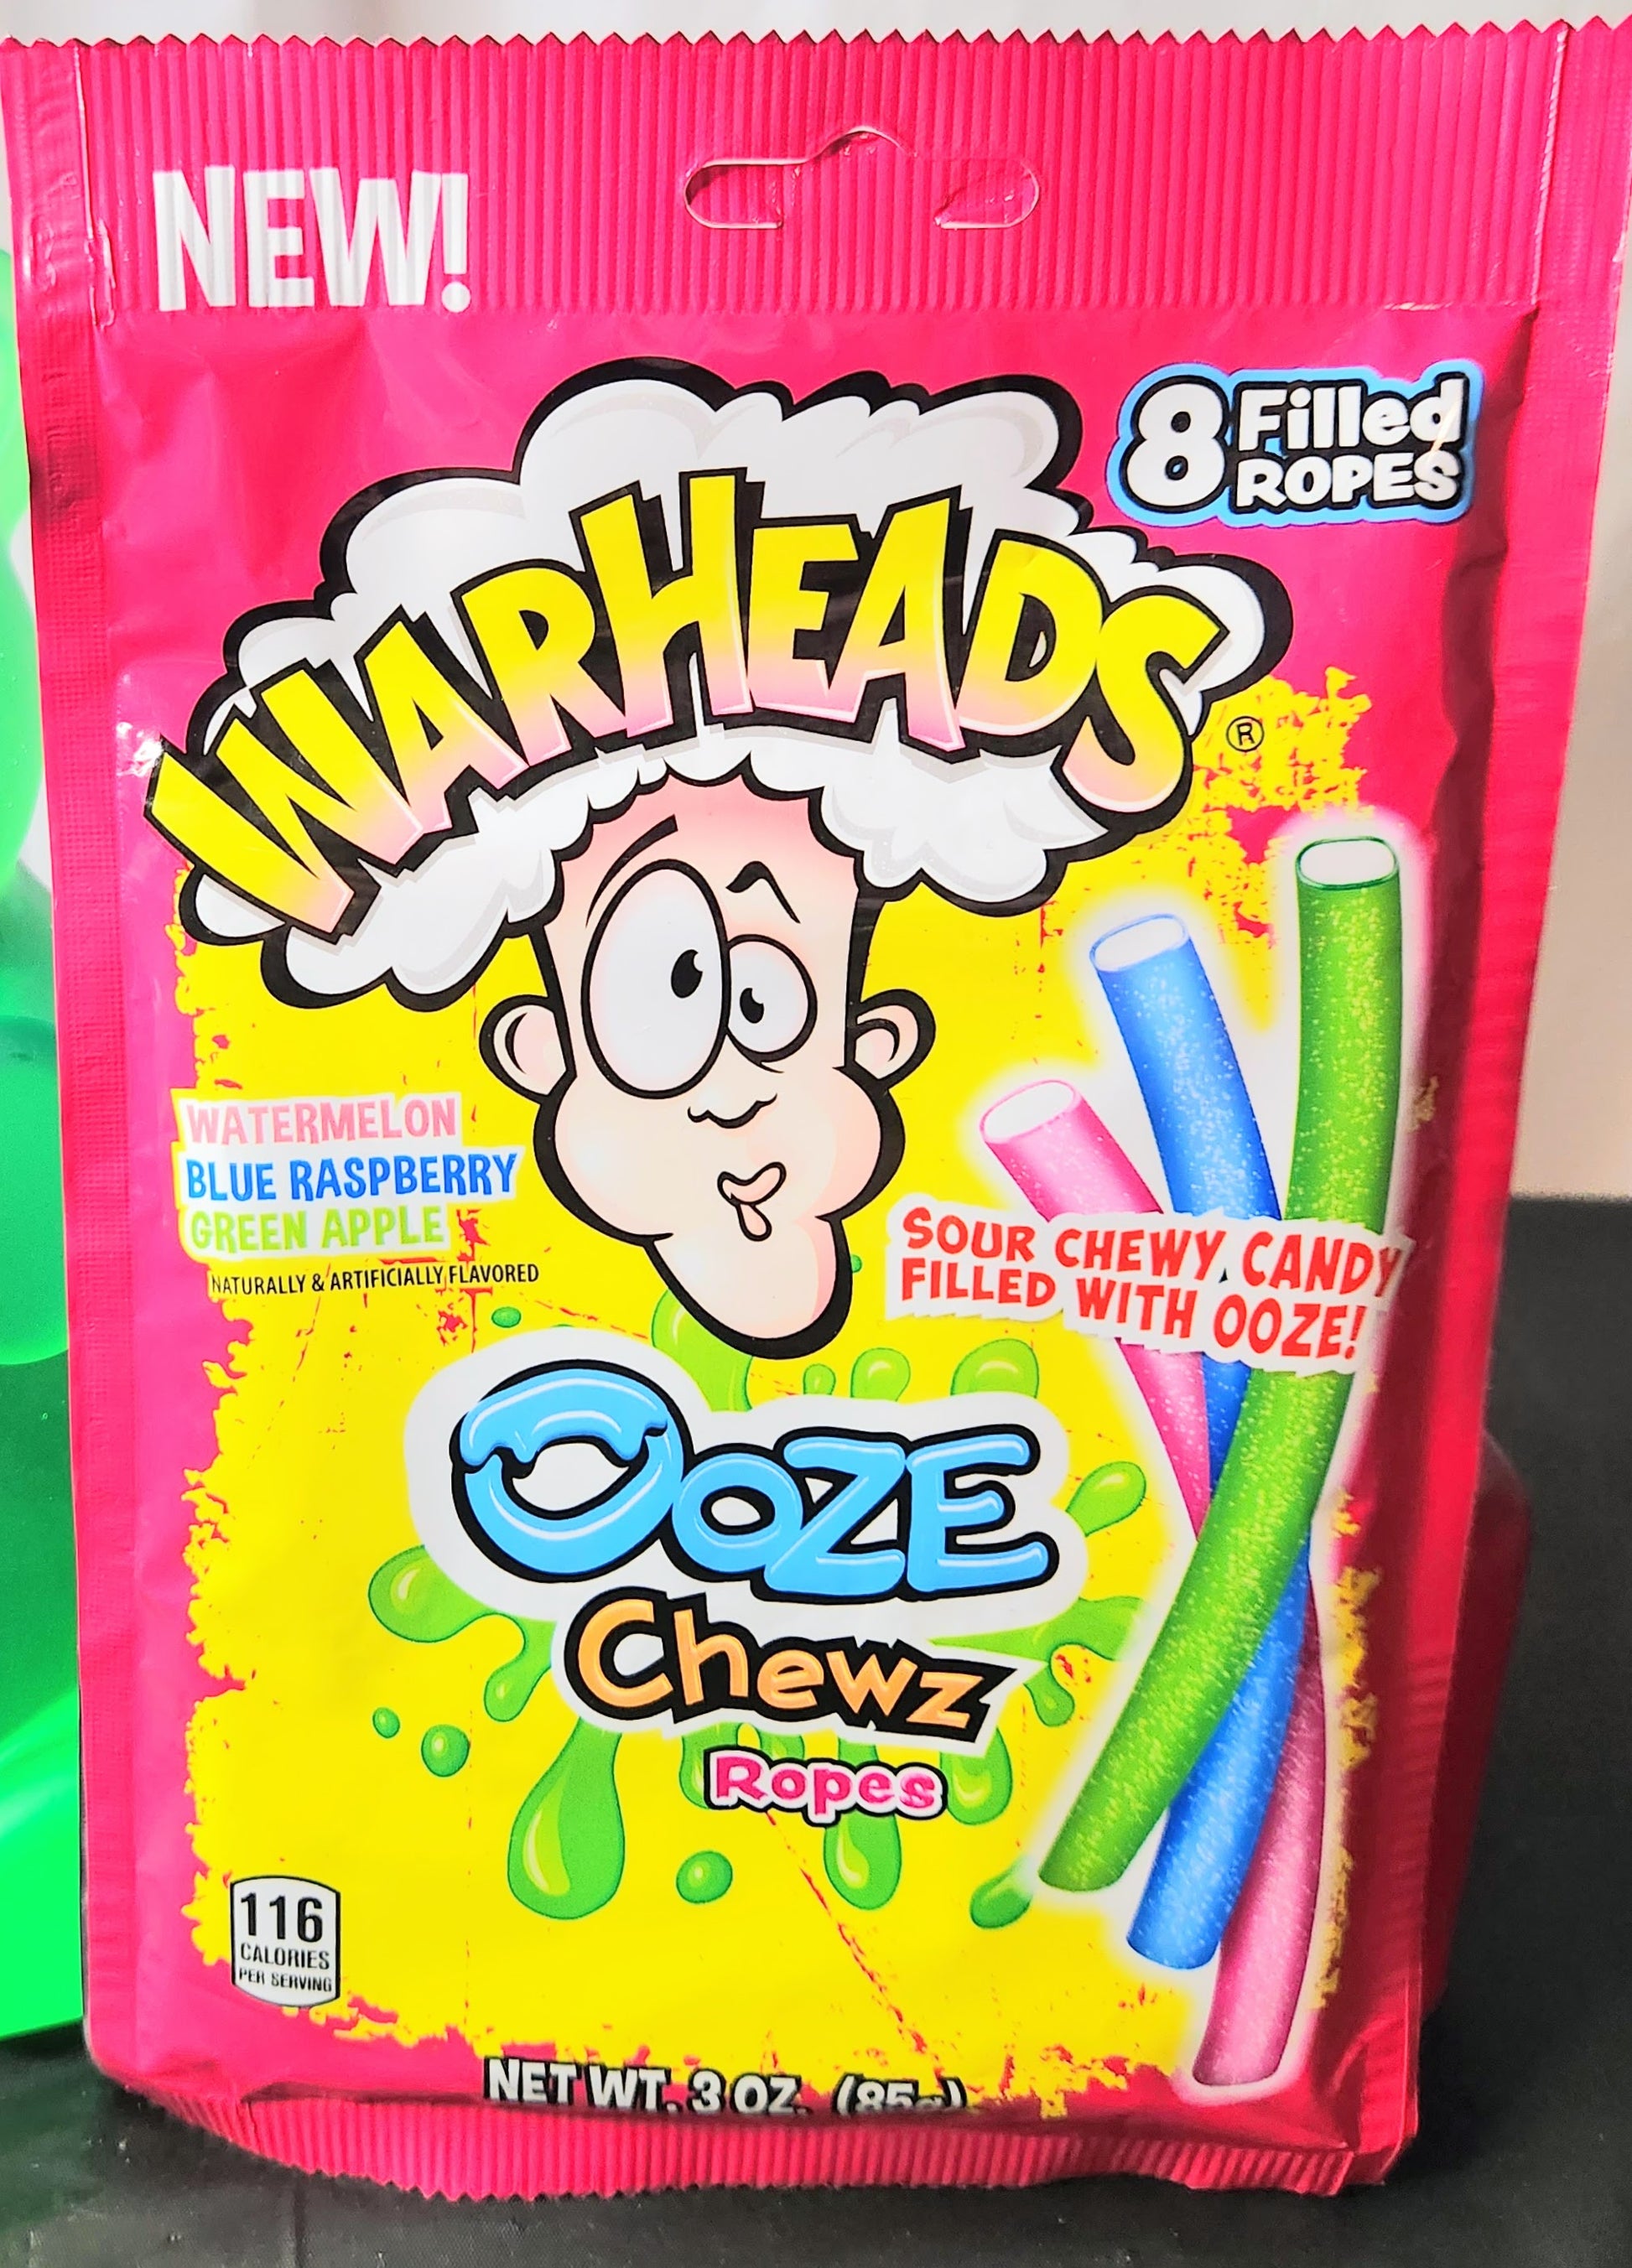 NEW!
8 Filled
ROPES
WARHEADS®
WATERMELON
BLUE RASPBERRY
GREEN APPLE
NATURALLY & ARTIFICIALLY FLAVORED
SOUR CHEWY CANDY
FILLED WITH OOZE!
OOZE
Chewz
Ropes
116
CALORIES
PER SERVING
NET WT. 3 OZ. (85g)